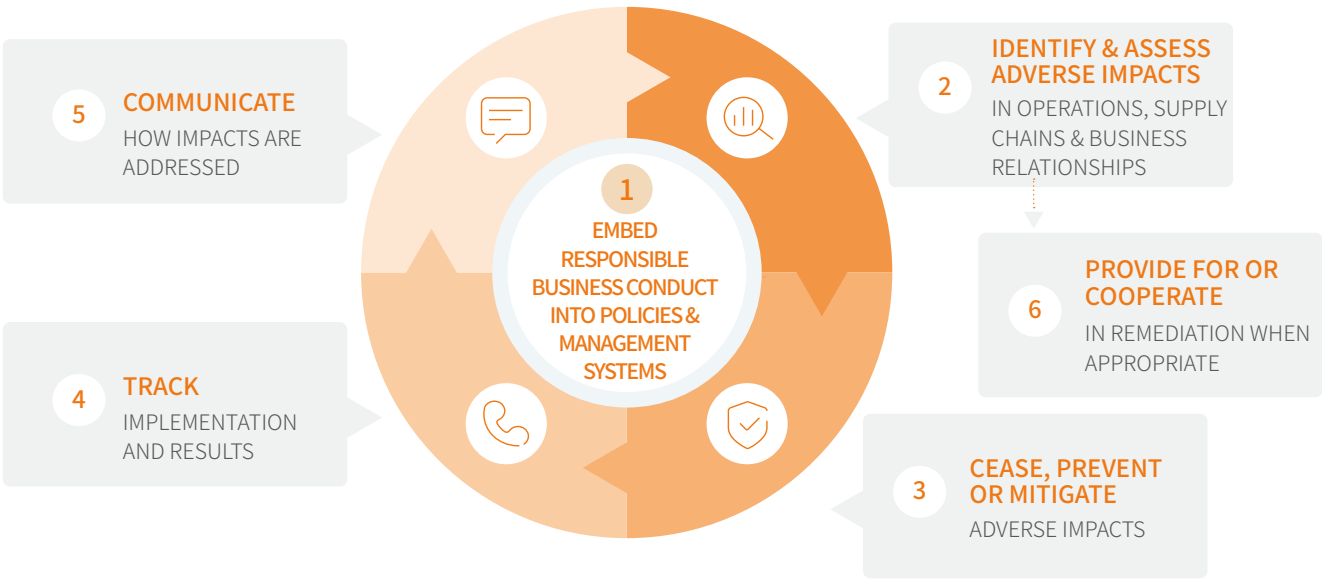 1
EMBED
RESPONSIBLE
BUSINESS CONDUCT
INTO POLICIES &
MANAGEMENT
SYSTEMS
2
IDENTIFY & ASSESS
ADVERSE IMPACTS
IN OPERATIONS, SUPPLY
CHAINS & BUSINESS
RELATIONSHIPS
3
CEASE, PREVENT
OR MITIGATE
ADVERSE IMPACTS
4
TRACK
IMPLEMENTATION
AND RESULTS
5
COMMUNICATE
HOW IMPACTS ARE
ADDRESSED
6
PROVIDE FOR OR
COOPERATE
IN REMEDIATION WHEN
APPROPRIATE